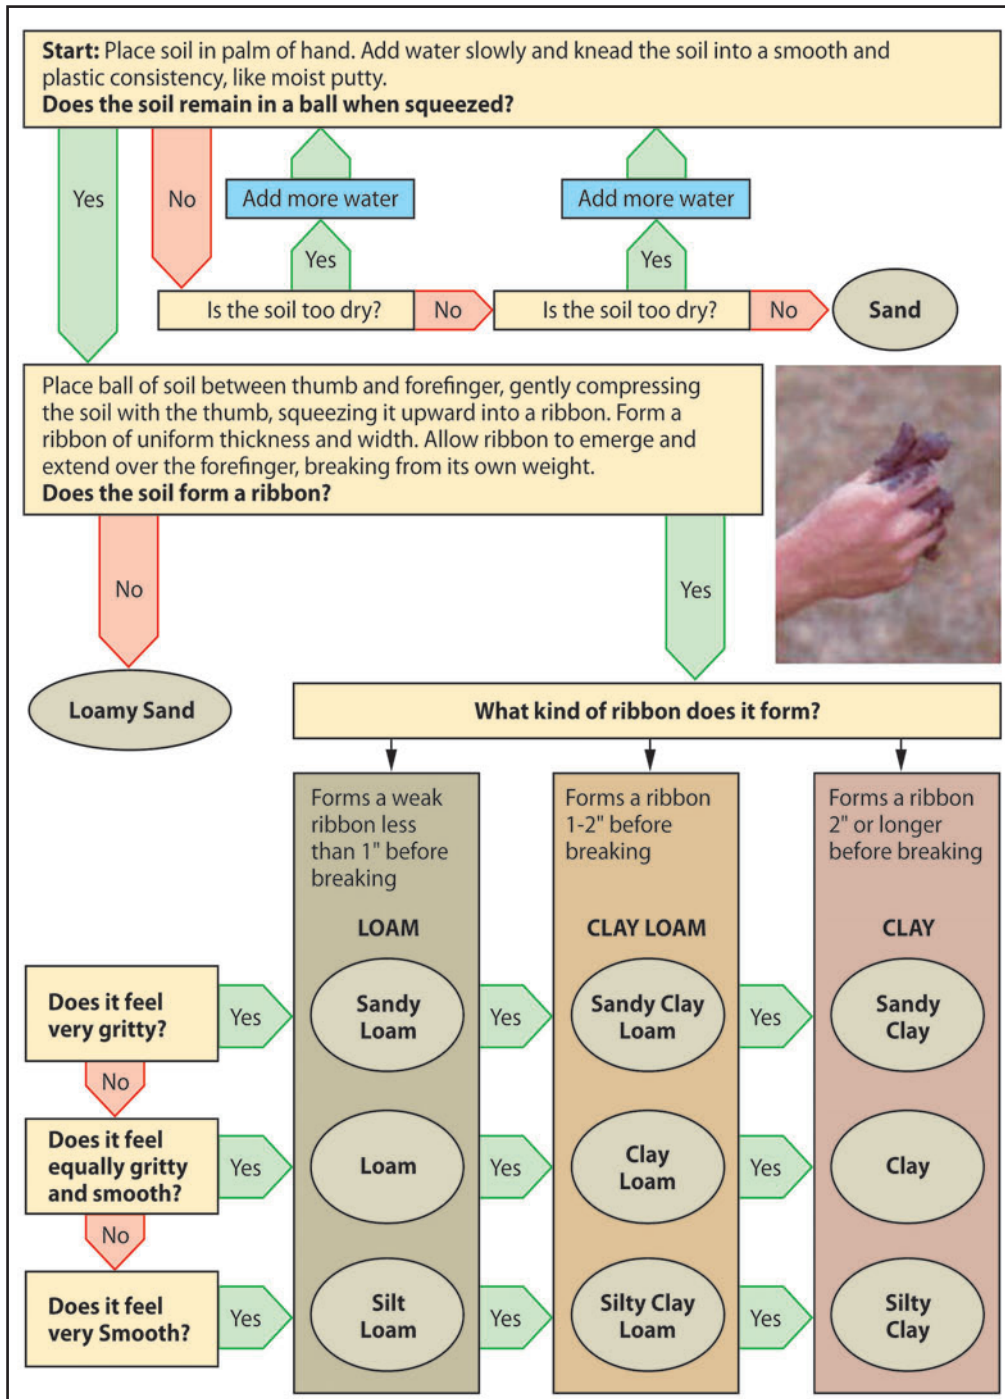 Start: Place soil in palm of hand. Add water slowly and knead the soil into a smooth and
plastic consistency, like moist putty.
Does the soil remain in a ball when squeezed?
Yes
No
Add more water
Add more water
Yes
Yes
Is the soil too dry?
No
Is the soil too dry?
No
Sand
Place ball of soil between thumb and forefinger, gently compressing
the soil with the thumb, squeezing it upward into a ribbon. Form a
ribbon of uniform thickness and width. Allow ribbon to emerge and
extend over the forefinger, breaking from its own weight.
Does the soil form a ribbon?
No
Yes
Loamy Sand
What kind of ribbon does it form?
Forms a weak
ribbon less
than 1" before
breaking
LOAM
Forms a ribbon
1-2" before
breaking
CLAY LOAM
Forms a ribbon
2" or longer
before breaking
CLAY
Does it feel
very gritty?
Yes
Sandy
Loam
Yes
Sandy Clay
Loam
Yes
Sandy
Clay
No
Does it feel
equally gritty
and smooth?
Yes
Loam
Yes
Clay
Loam
Yes
Clay
No
Does it feel
very Smooth?
Yes
Silt
Loam
Yes
Silty Clay
Loam
Yes
Silty
Clay